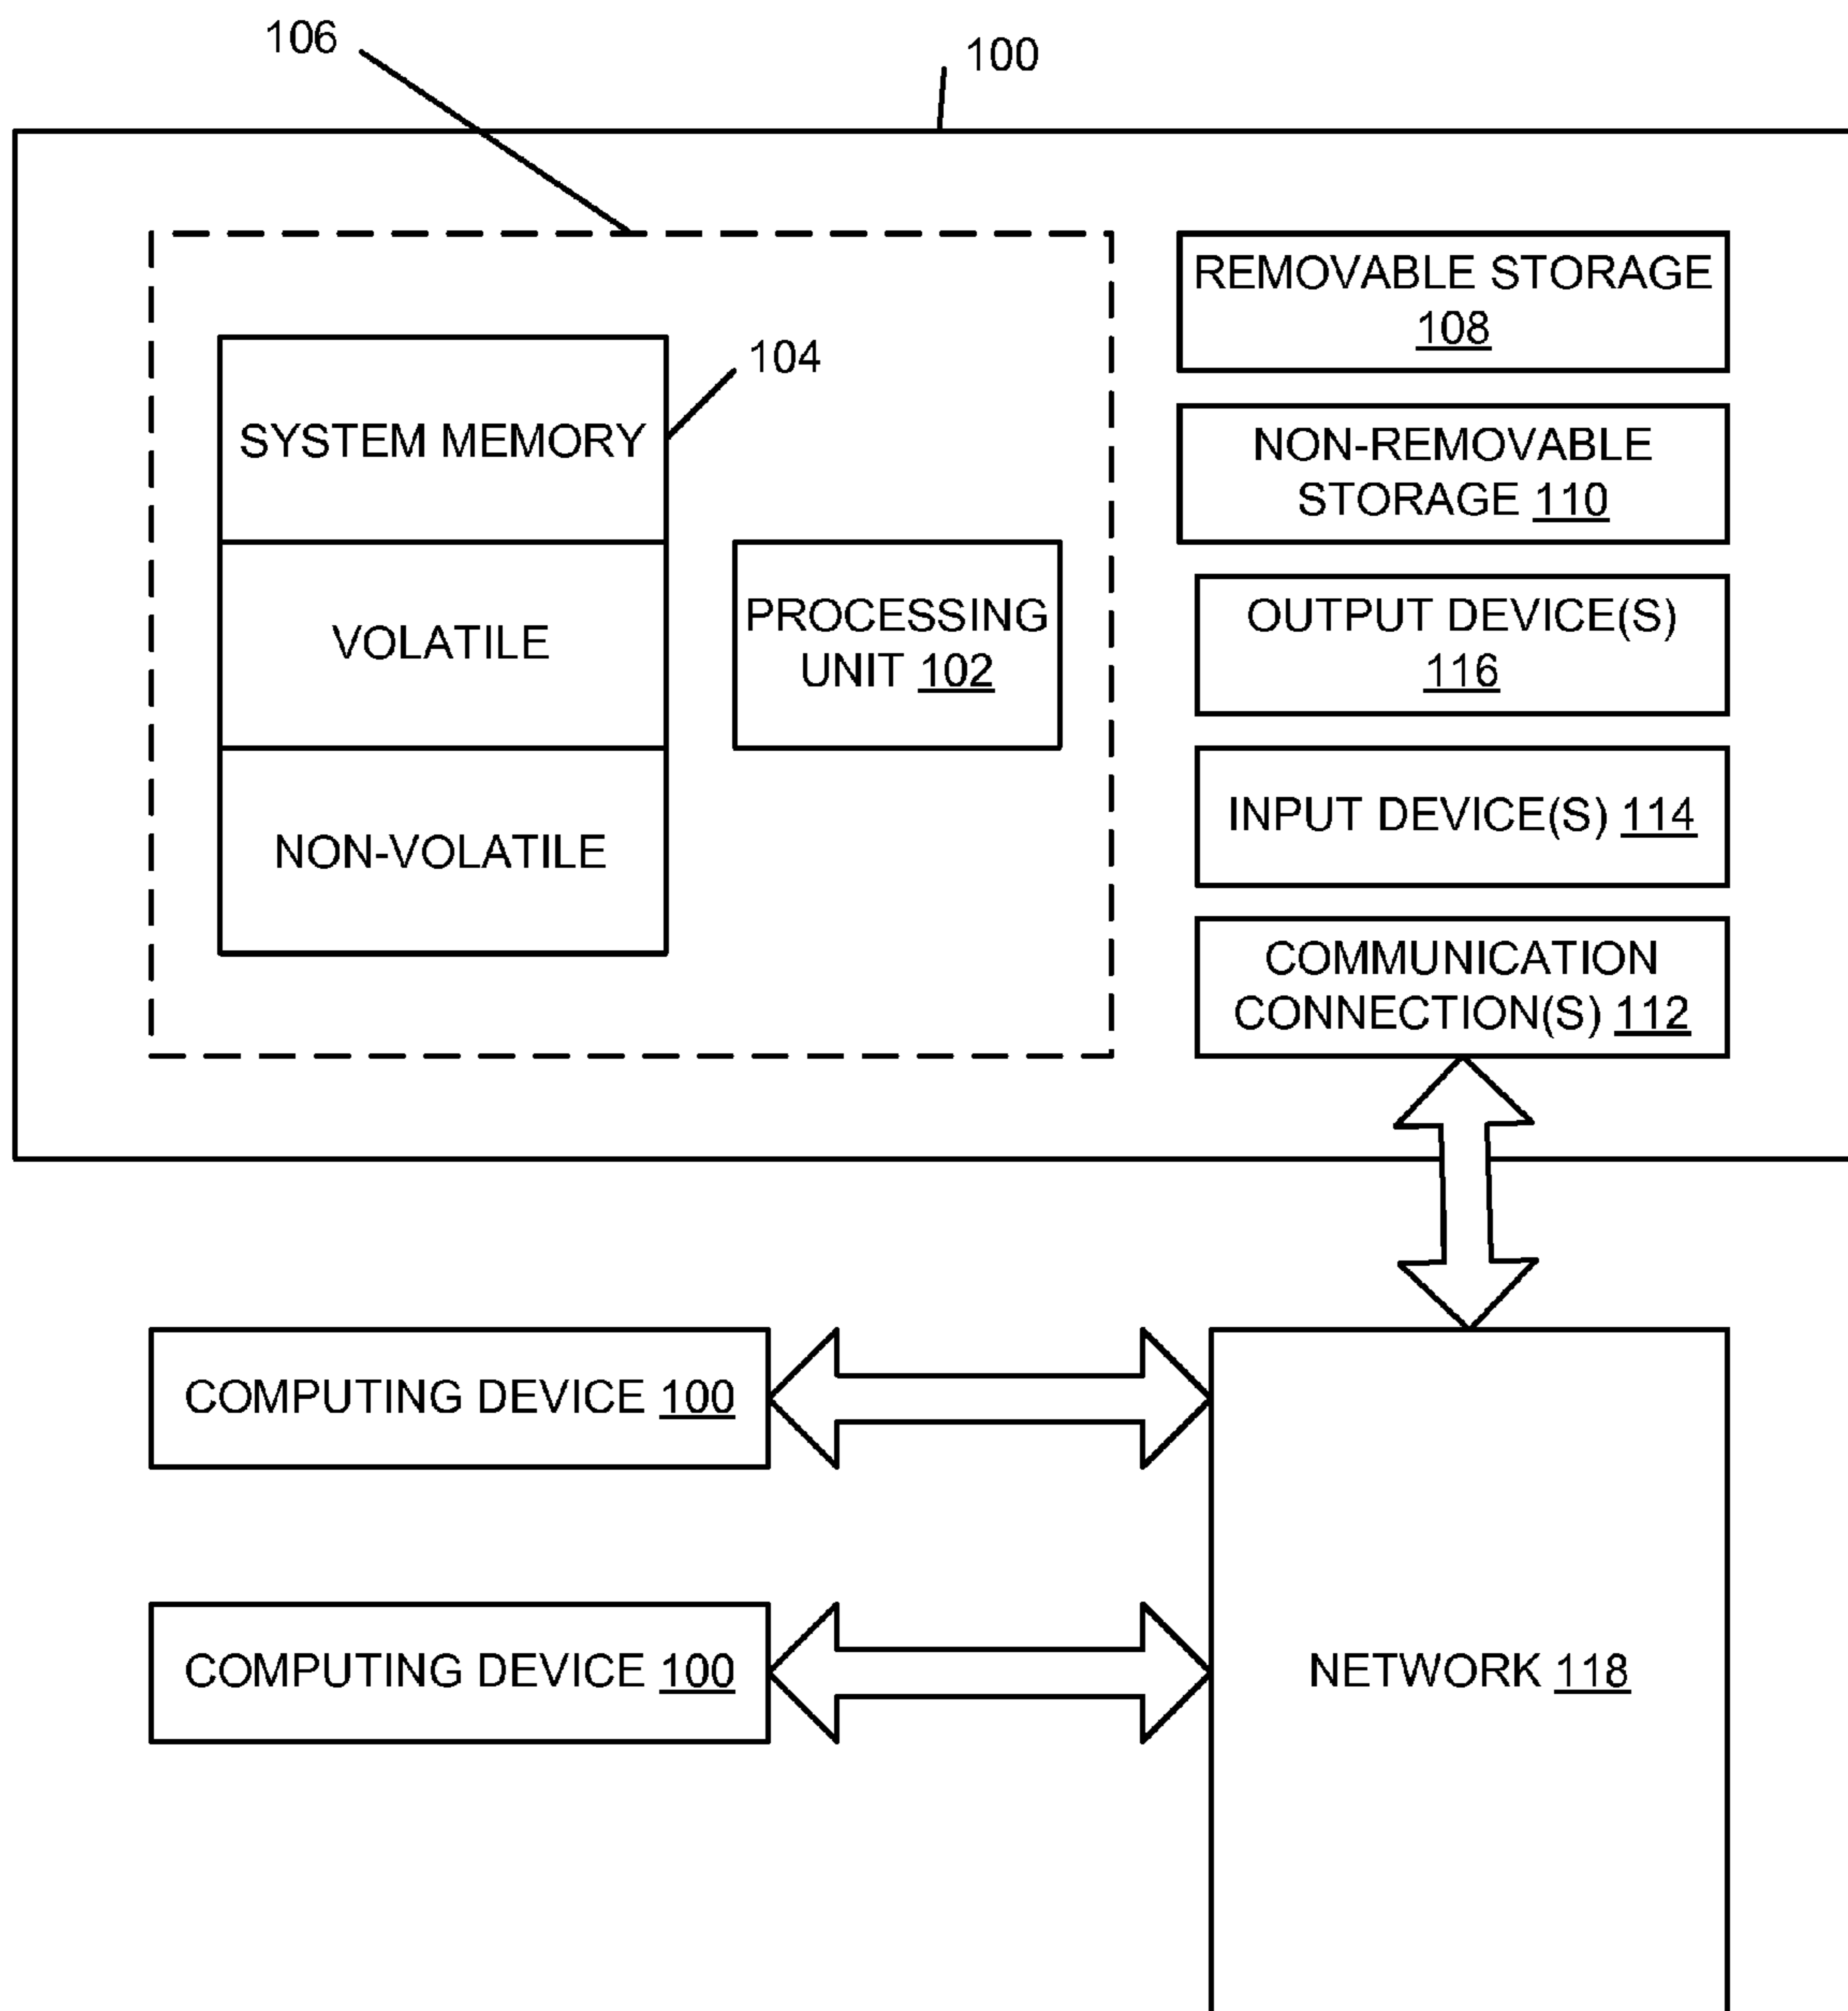 106
100
104
SYSTEM MEMORY
VOLATILE
NON-VOLATILE
PROCESSING
UNIT 102
REMOVABLE STORAGE
108
NON-REMOVABLE
STORAGE 110
OUTPUT DEVICE(S)
116
INPUT DEVICE(S) 114
COMMUNICATION
CONNECTION(S) 112
COMPUTING DEVICE 100
COMPUTING DEVICE 100
NETWORK 118